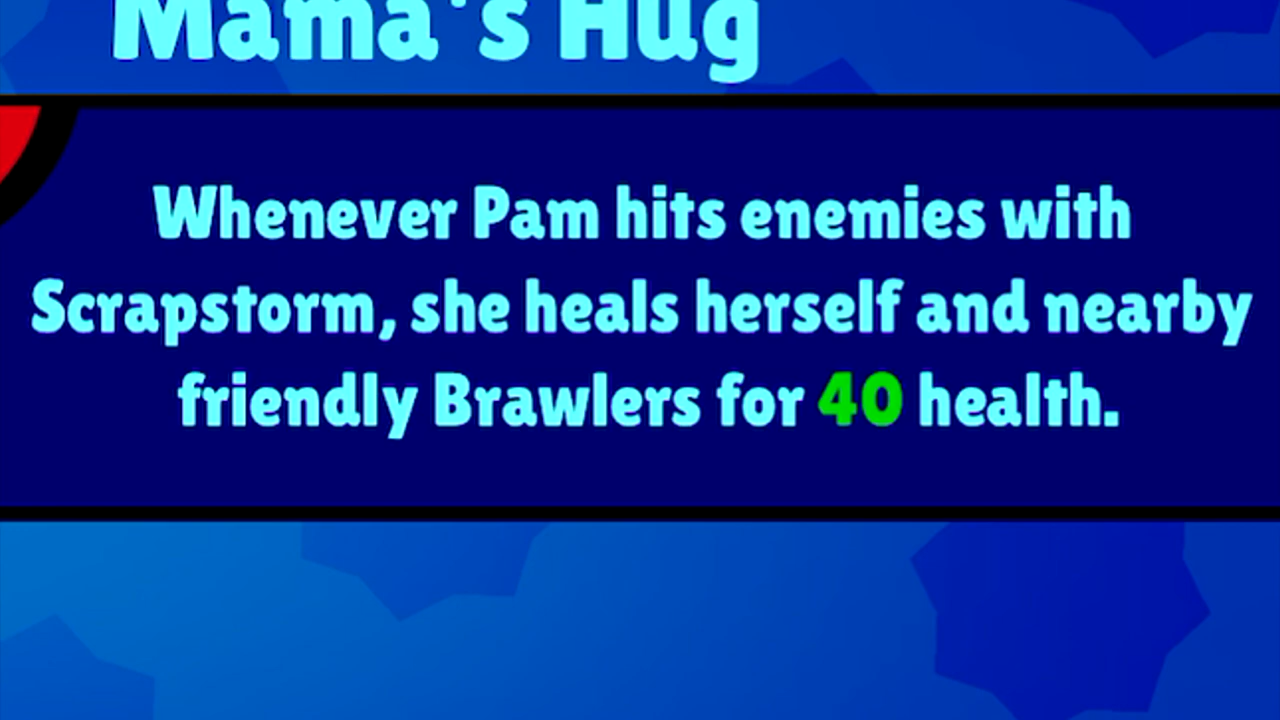 Mama's Hug
Whenever Pam hits enemies with
Scrapstorm, she heals herself and nearby
friendly Brawlers for 40 health.